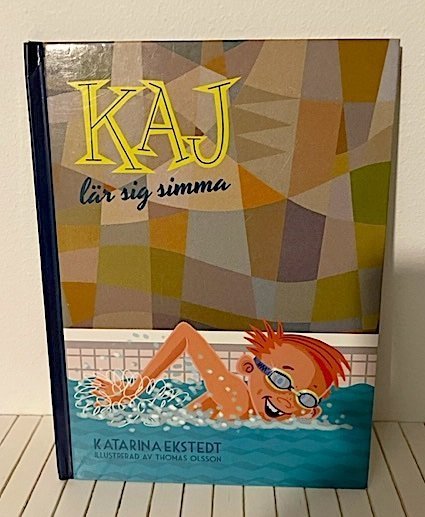 KAJ
lär sig simma
KATARINA EKSTEDT
ILLUSTRERAD AV THOMAS OLSSON